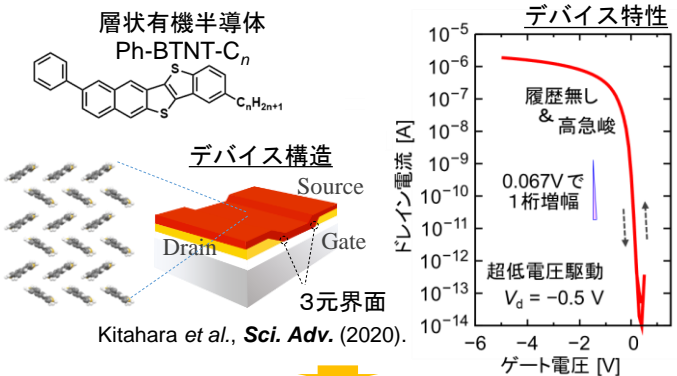 層状有機半導体
Ph-BTNT-Cn
S
S
CnH2n+1
デバイス構造
Source
Drain
Gate
3元界面
Kitahara et al., Sci. Adv. (2020).
デバイス特性
ドレイン電流 [A]
10⁻⁵
10⁻⁶
10⁻⁷
10⁻⁸
10⁻⁹
10⁻¹⁰
10⁻¹¹
10⁻¹²
10⁻¹³
10⁻¹⁴
履歴無し
& 高急峻
0.067Vで
1桁増幅
超低電圧駆動
Vd = −0.5 V
−6 −4 −2 0
ゲート電圧 [V]